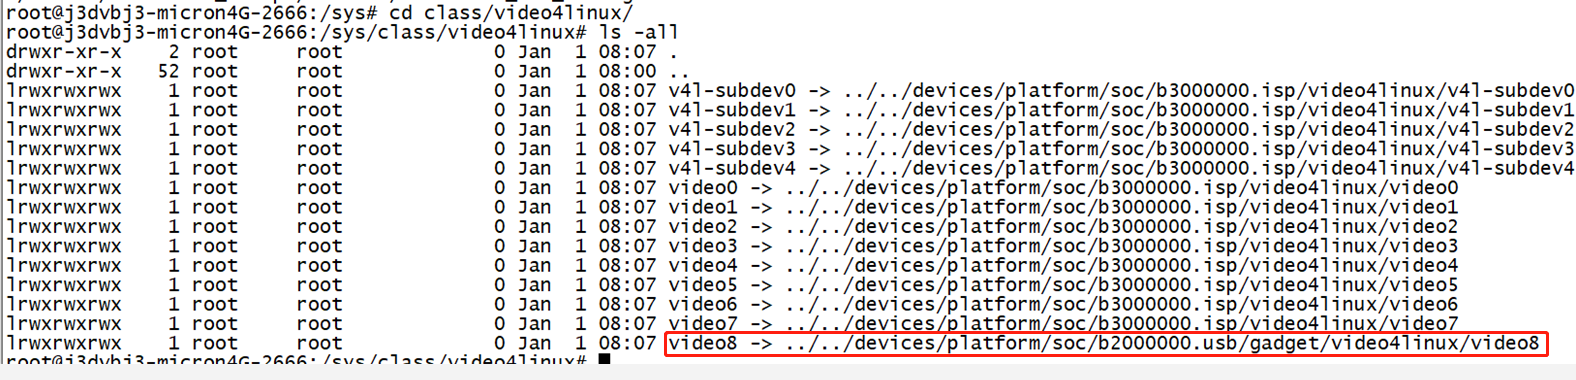 root@j3dvbj3-micron4G-2666:/sys# cd class/video4linux/
root@j3dvbj3-micron4G-2666:/sys/class/video4linux# ls -all
drwxr-xr-x    2 root     root             0 Jan  1 08:07 .
drwxr-xr-x   52 root     root             0 Jan  1 08:00 ..
lrwxrwxrwx    1 root     root             0 Jan  1 08:07 v4l-subdev0 -> ../../devices/platform/soc/b3000000.isp/video4linux/v4l-subdev0
lrwxrwxrwx    1 root     root             0 Jan  1 08:07 v4l-subdev1 -> ../../devices/platform/soc/b3000000.isp/video4linux/v4l-subdev1
lrwxrwxrwx    1 root     root             0 Jan  1 08:07 v4l-subdev2 -> ../../devices/platform/soc/b3000000.isp/video4linux/v4l-subdev2
lrwxrwxrwx    1 root     root             0 Jan  1 08:07 v4l-subdev3 -> ../../devices/platform/soc/b3000000.isp/video4linux/v4l-subdev3
lrwxrwxrwx    1 root     root             0 Jan  1 08:07 v4l-subdev4 -> ../../devices/platform/soc/b3000000.isp/video4linux/v4l-subdev4
lrwxrwxrwx    1 root     root             0 Jan  1 08:07 video0 -> ../../devices/platform/soc/b3000000.isp/video4linux/video0
lrwxrwxrwx    1 root     root             0 Jan  1 08:07 video1 -> ../../devices/platform/soc/b3000000.isp/video4linux/video1
lrwxrwxrwx    1 root     root             0 Jan  1 08:07 video2 -> ../../devices/platform/soc/b3000000.isp/video4linux/video2
lrwxrwxrwx    1 root     root             0 Jan  1 08:07 video3 -> ../../devices/platform/soc/b3000000.isp/video4linux/video3
lrwxrwxrwx    1 root     root             0 Jan  1 08:07 video4 -> ../../devices/platform/soc/b3000000.isp/video4linux/video4
lrwxrwxrwx    1 root     root             0 Jan  1 08:07 video5 -> ../../devices/platform/soc/b3000000.isp/video4linux/video5
lrwxrwxrwx    1 root     root             0 Jan  1 08:07 video6 -> ../../devices/platform/soc/b3000000.isp/video4linux/video6
lrwxrwxrwx    1 root     root             0 Jan  1 08:07 video7 -> ../../devices/platform/soc/b3000000.isp/video4linux/video7
lrwxrwxrwx    1 root     root             0 Jan  1 08:07 video8 -> ../../devices/platform/soc/b2000000.usb/gadget/video4linux/video8
root@j3dvbj3-micron4G-2666:/sys/class/video4linux#